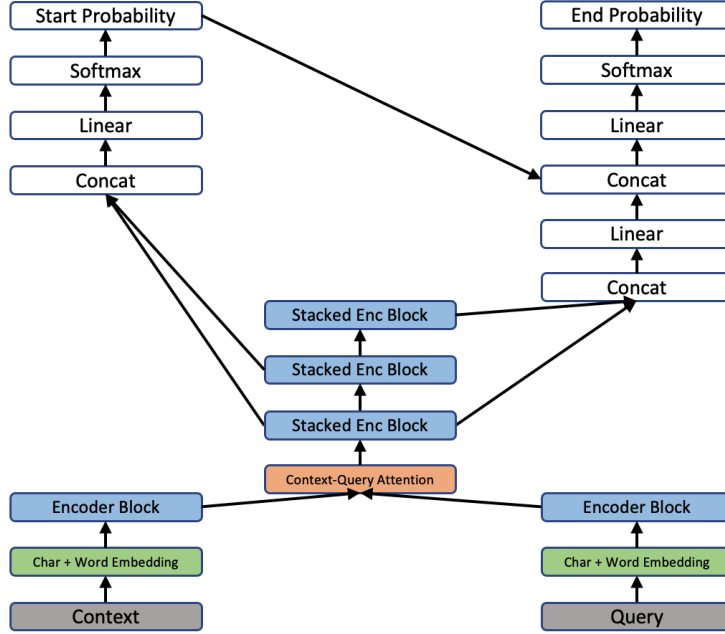 Start Probability
End Probability
Softmax
Softmax
Linear
Linear
Concat
Concat
Linear
Concat
Stacked Enc Block
Stacked Enc Block
Stacked Enc Block
Context-Query Attention
Encoder Block
Encoder Block
Char + Word Embedding
Char + Word Embedding
Context
Query